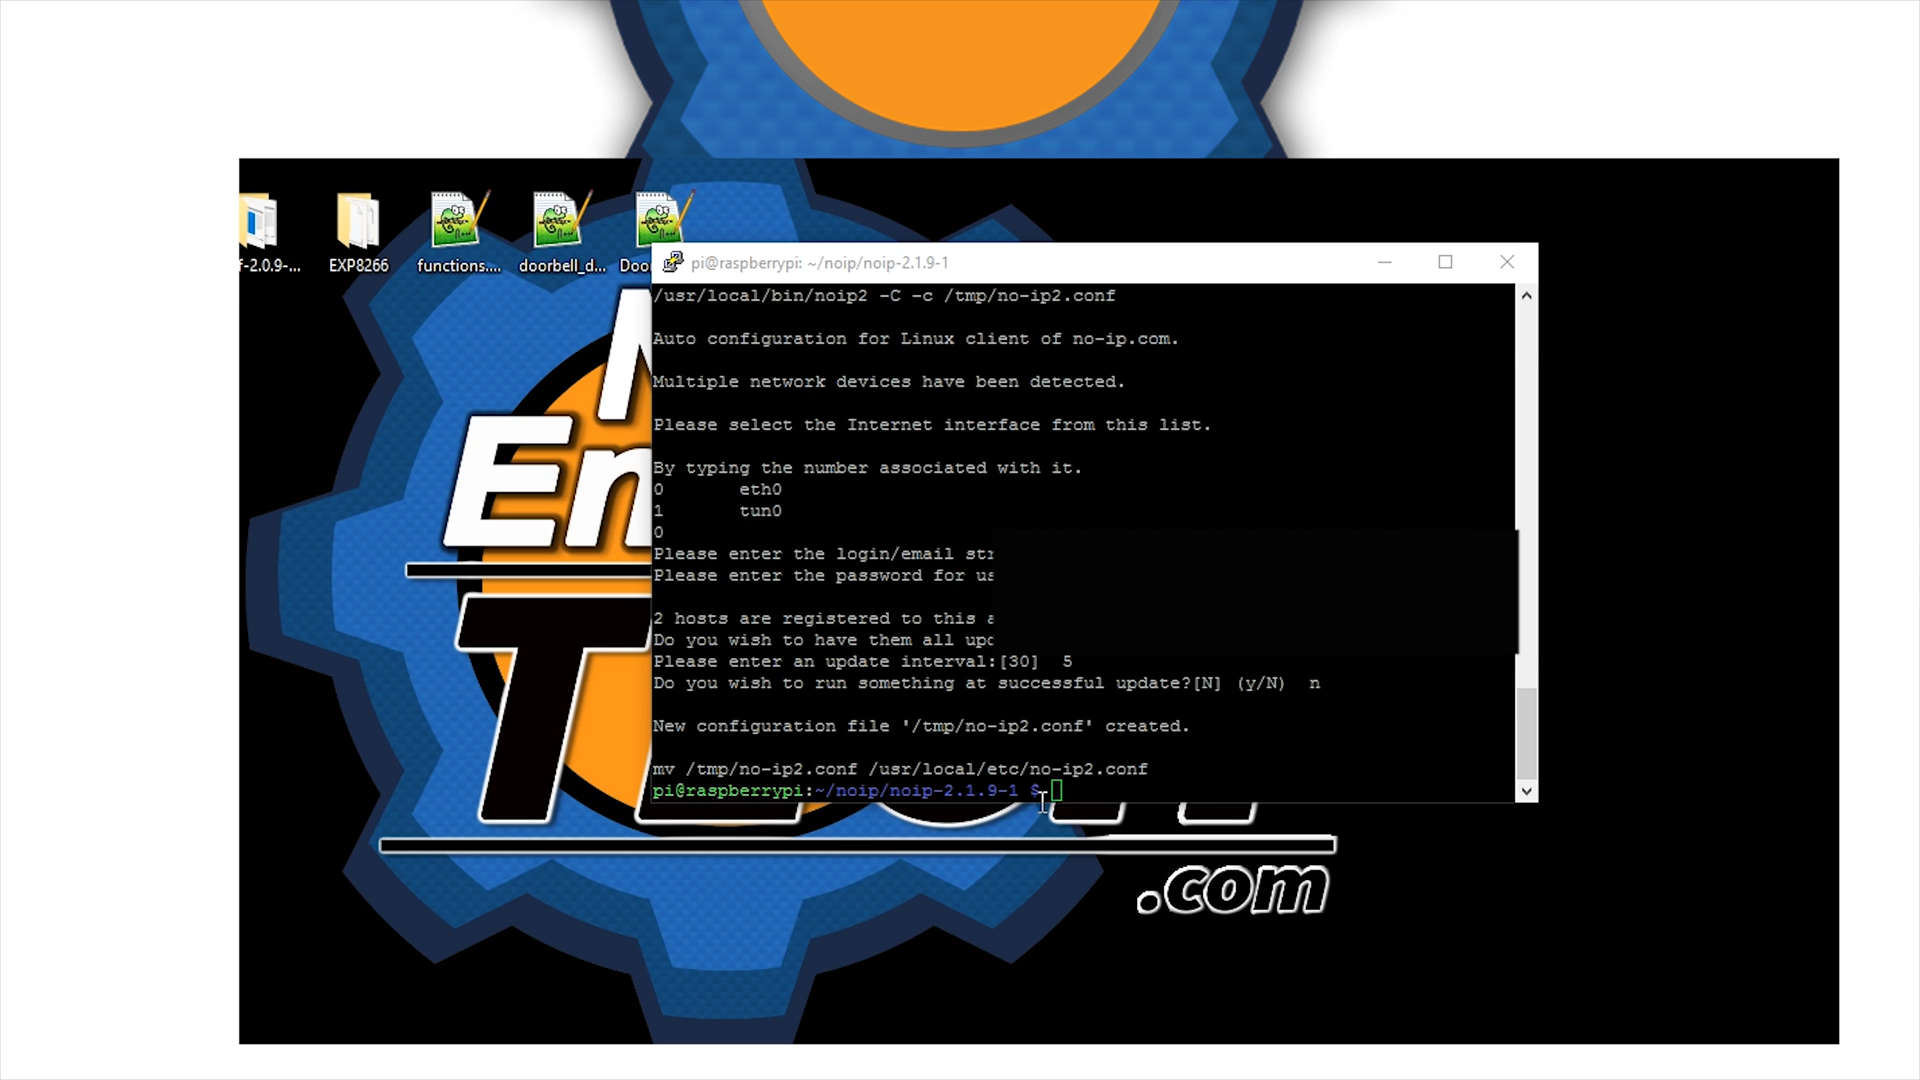 f-2.0.9-...
EXP8266
functions....
doorbell_d...
Doo
pi@raspberrypi: ~/noip/noip-2.1.9-1
/usr/local/bin/noip2 -C -c /tmp/no-ip2.conf
Auto configuration for Linux client of no-ip.com.
Multiple network devices have been detected.
Please select the Internet interface from this list.
By typing the number associated with it.
0 eth0
1 tun0
0
Please enter the login/email str
Please enter the password for us
2 hosts are registered to this a
Do you wish to have them all upd
Please enter an update interval:[30] 5
Do you wish to run something at successful update?[N] (y/N) n
New configuration file '/tmp/no-ip2.conf' created.
mv /tmp/no-ip2.conf /usr/local/etc/no-ip2.conf
pi@raspberrypi:~/noip/noip-2.1.9-1 $
.com